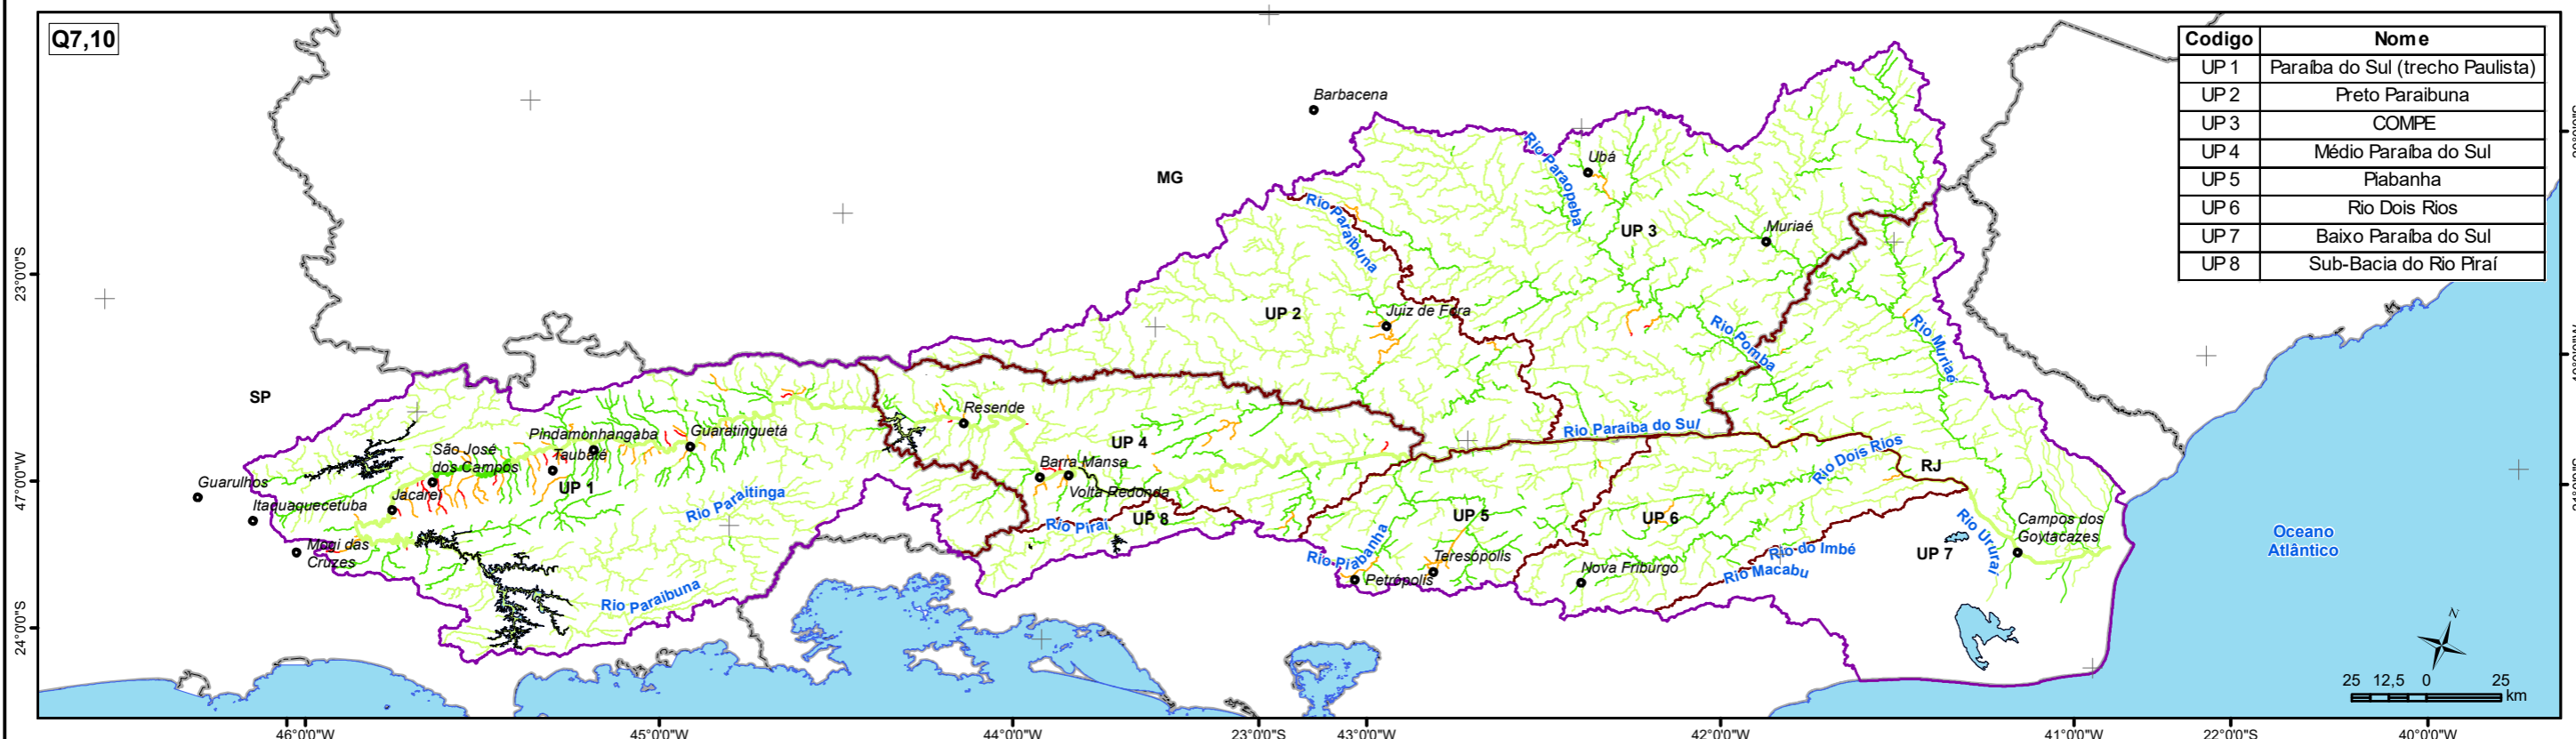 Q7,10
Codigo Nome
UP 1 Paraíba do Sul (trecho Paulista)
UP 2 Preto Paraibuna
UP 3 COMPE
UP 4 Médio Paraíba do Sul
UP 5 Piabanha
UP 6 Rio Dois Rios
UP 7 Baixo Paraíba do Sul
UP 8 Sub-Bacia do Rio Piraí
Barbacena
MG
Ubá
Rio Paraopeba
UP 3
Muriaé
Rio Paraibuna
23°0'0"S
UP 2
Juiz de Fora
Rio Pomba
Rio Muriaé
SP
Resende
Pindamonhangaba
Guaratinguetá
São José
dos Campos
Taubaté
UP 4
Rio Paraíba do Sul
Rio Dois Rios
RJ
Barra Mansa
Volta Redonda
47°0'0"W
Guarulhos
Jacareí
UP 1
Itaquaquecetuba
Rio Paraitinga
Rio Piraí
UP 8
UP 5
UP 6
Mogi das
Cruzes
Rio Piabanha
Teresópolis
Petrópolis
Nova Friburgo
Rio do Imbé
Rio Macabu
UP 7
Rio Ururaí
Campos dos
Goytacazes
Oceano
Atlântico
Rio Paraibuna
24°0'0"S
N
25 12,5 0 25
km
46°0'0"W 45°0'0"W 44°0'0"W 23°0'0"S 43°0'0"W 42°0'0"W 41°0'0"W 22°0'0"S 40°0'0"W